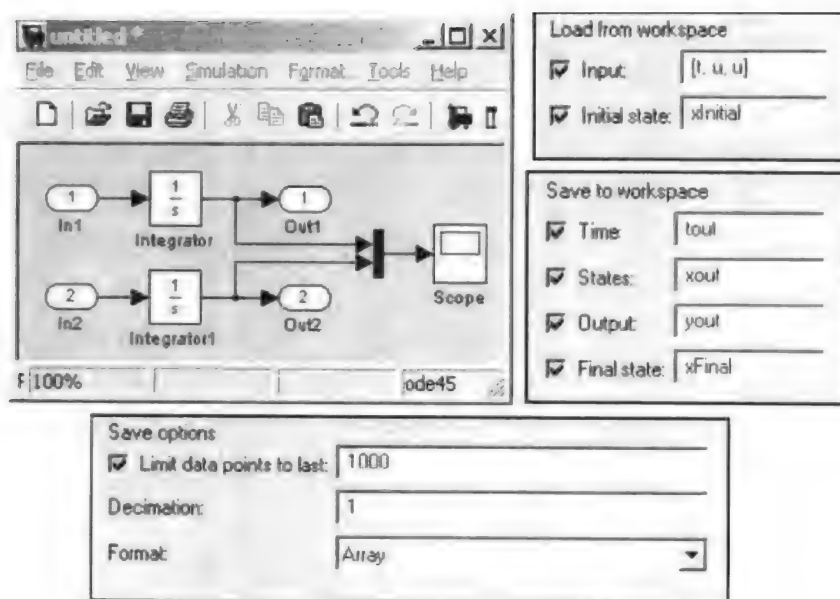 untitled *
File Edit View Simulation Format Tools Help
1
In1
1
s
Integrator
1
Out1
2
In2
1
s
Integrator1
2
Out2
Scope
100%
ode45
Load from workspace
Input: [t, u, u]
Initial state: xInitial
Save to workspace
Time: tout
States: xout
Output: yout
Final state: xFinal
Save options
Limit data points to last: 1000
Decimation: 1
Format: Array